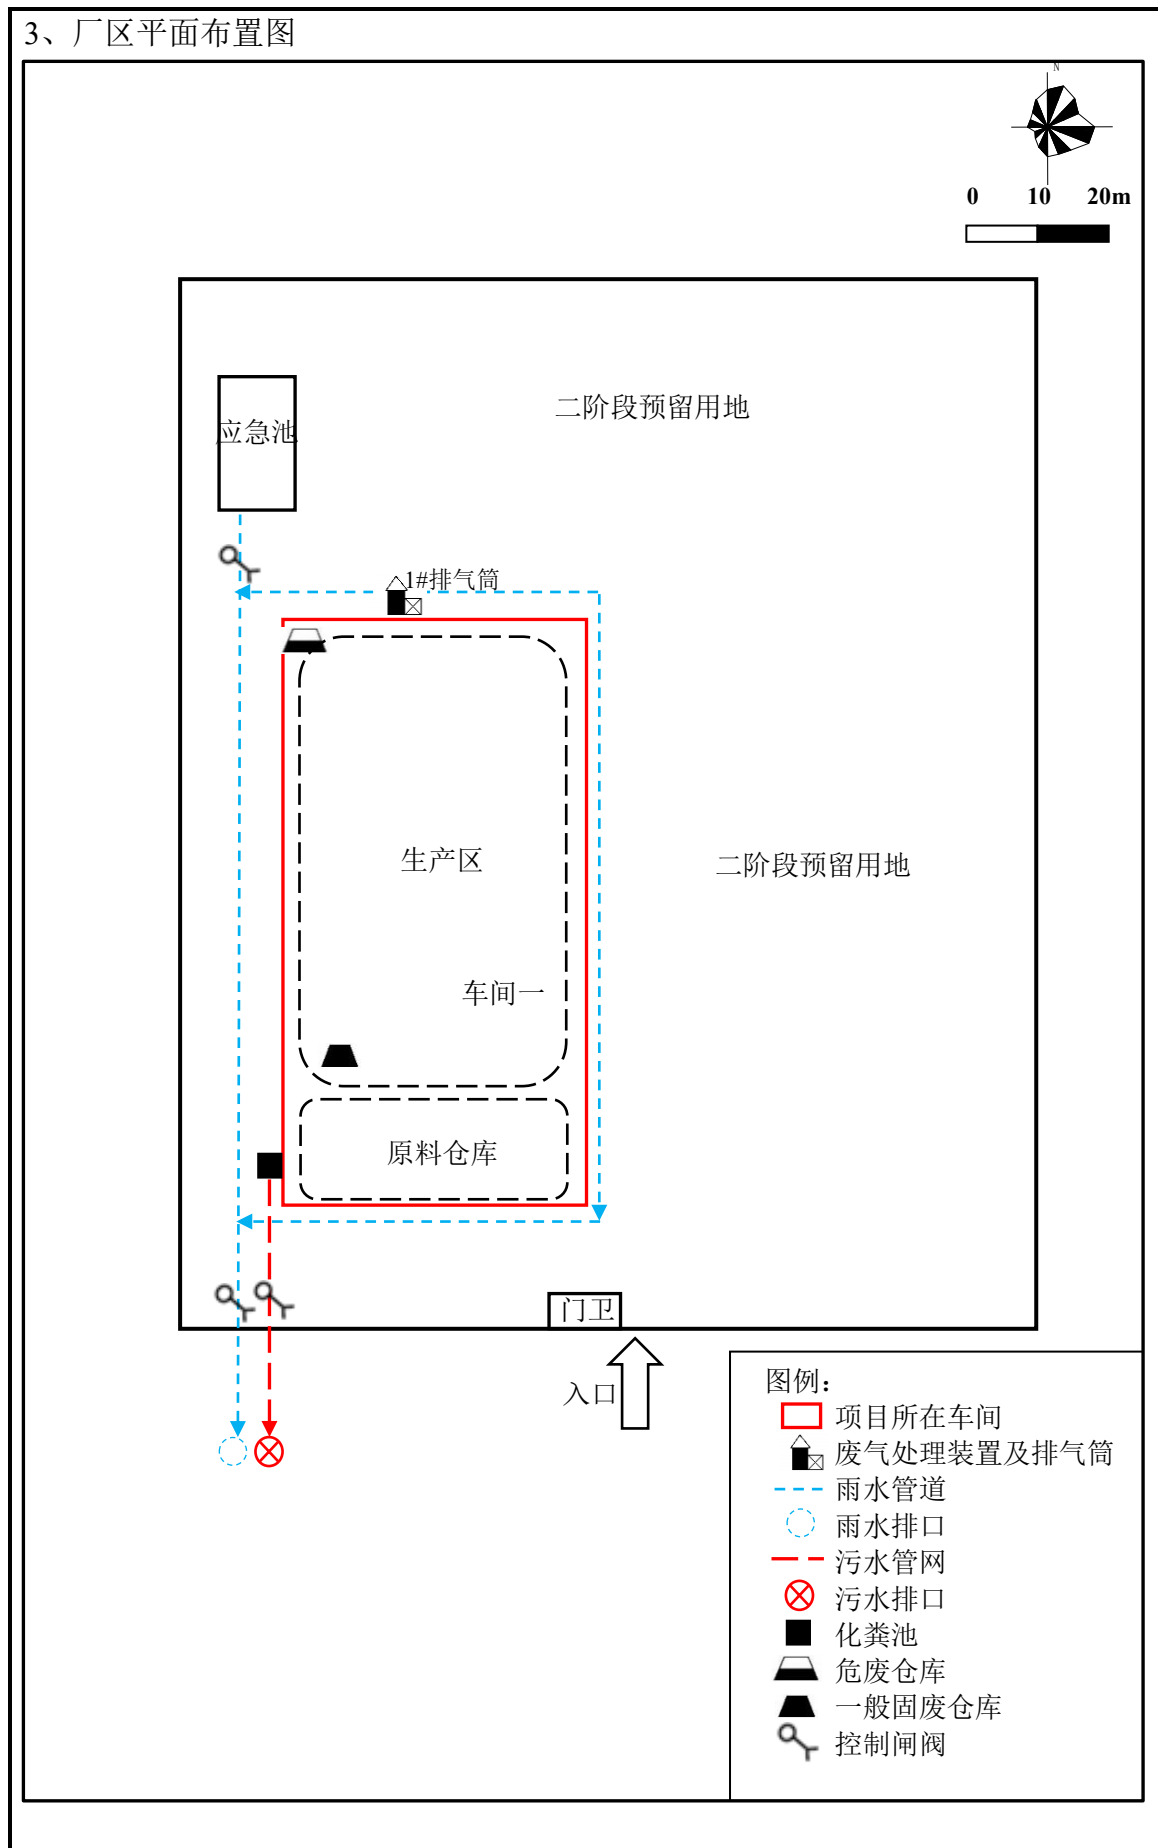 3、厂区平面布置图
N
0 10 20m
二阶段预留用地
应急池
1#排气筒
生产区
二阶段预留用地
车间一
原料仓库
门卫
入口
图例：
项目所在车间
废气处理装置及排气筒
雨水管道
雨水排口
污水管网
污水排口
化粪池
危废仓库
一般固废仓库
控制闸阀